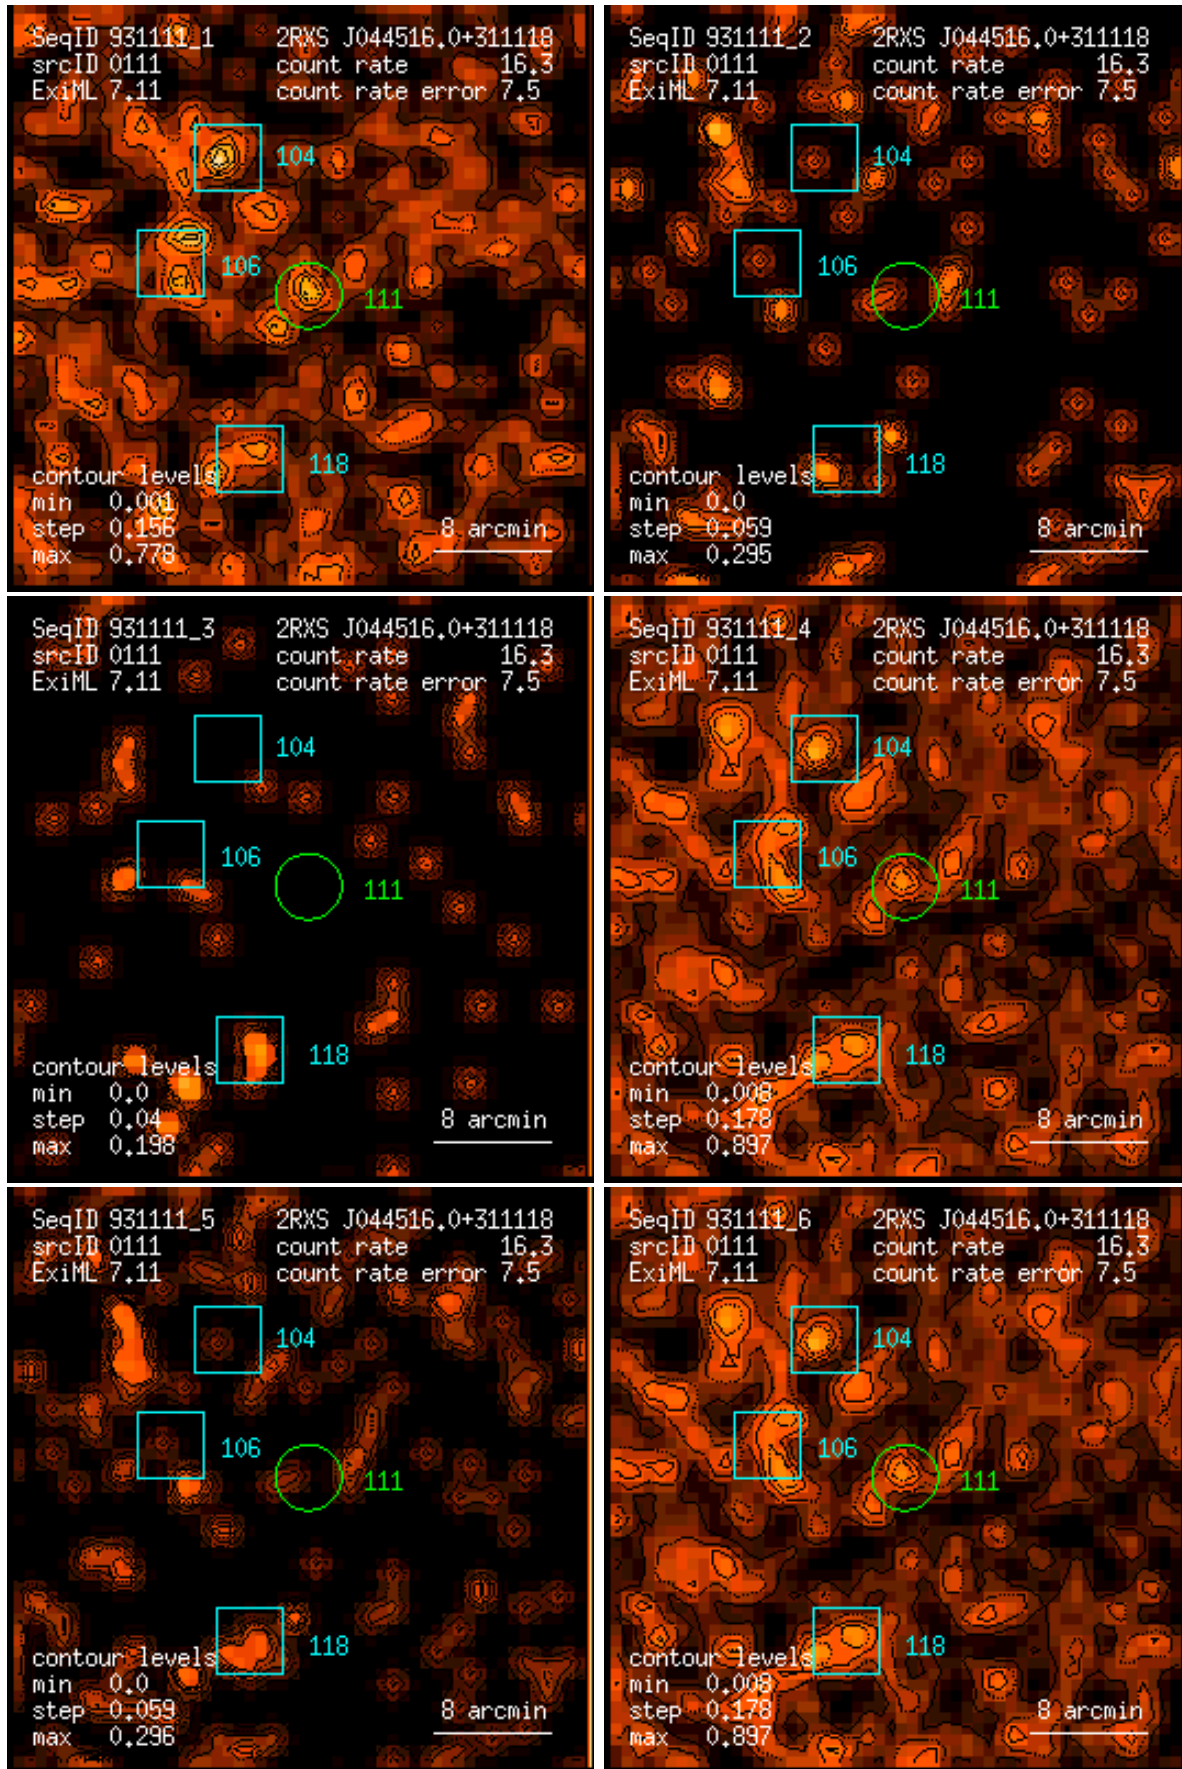 SeqID 931111_1 2RXS J044516.0+311118
srcID 0111 count rate 16.3
ExiML 7.11 count rate error 7.5
104
106
111
118
contour levels
min 0.001
step 0.156
max 0.778
8 arcmin
SeqID 931111_2 2RXS J044516.0+311118
srcID 0111 count rate 16.3
ExiML 7.11 count rate error 7.5
104
106
111
118
contour levels
min 0.0
step 0.059
max 0.295
8 arcmin
SeqID 931111_3 2RXS J044516.0+311118
srcID 0111 count rate 16.3
ExiML 7.11 count rate error 7.5
104
106
111
118
contour levels
min 0.0
step 0.04
max 0.198
8 arcmin
SeqID 931111_4 2RXS J044516.0+311118
srcID 0111 count rate 16.3
ExiML 7.11 count rate error 7.5
104
106
111
118
contour levels
min 0.008
step 0.178
max 0.897
8 arcmin
SeqID 931111_5 2RXS J044516.0+311118
srcID 0111 count rate 16.3
ExiML 7.11 count rate error 7.5
104
106
111
118
contour levels
min 0.0
step 0.059
max 0.296
8 arcmin
SeqID 931111_6 2RXS J044516.0+311118
srcID 0111 count rate 16.3
ExiML 7.11 count rate error 7.5
104
106
111
118
contour levels
min 0.008
step 0.178
max 0.897
8 arcmin